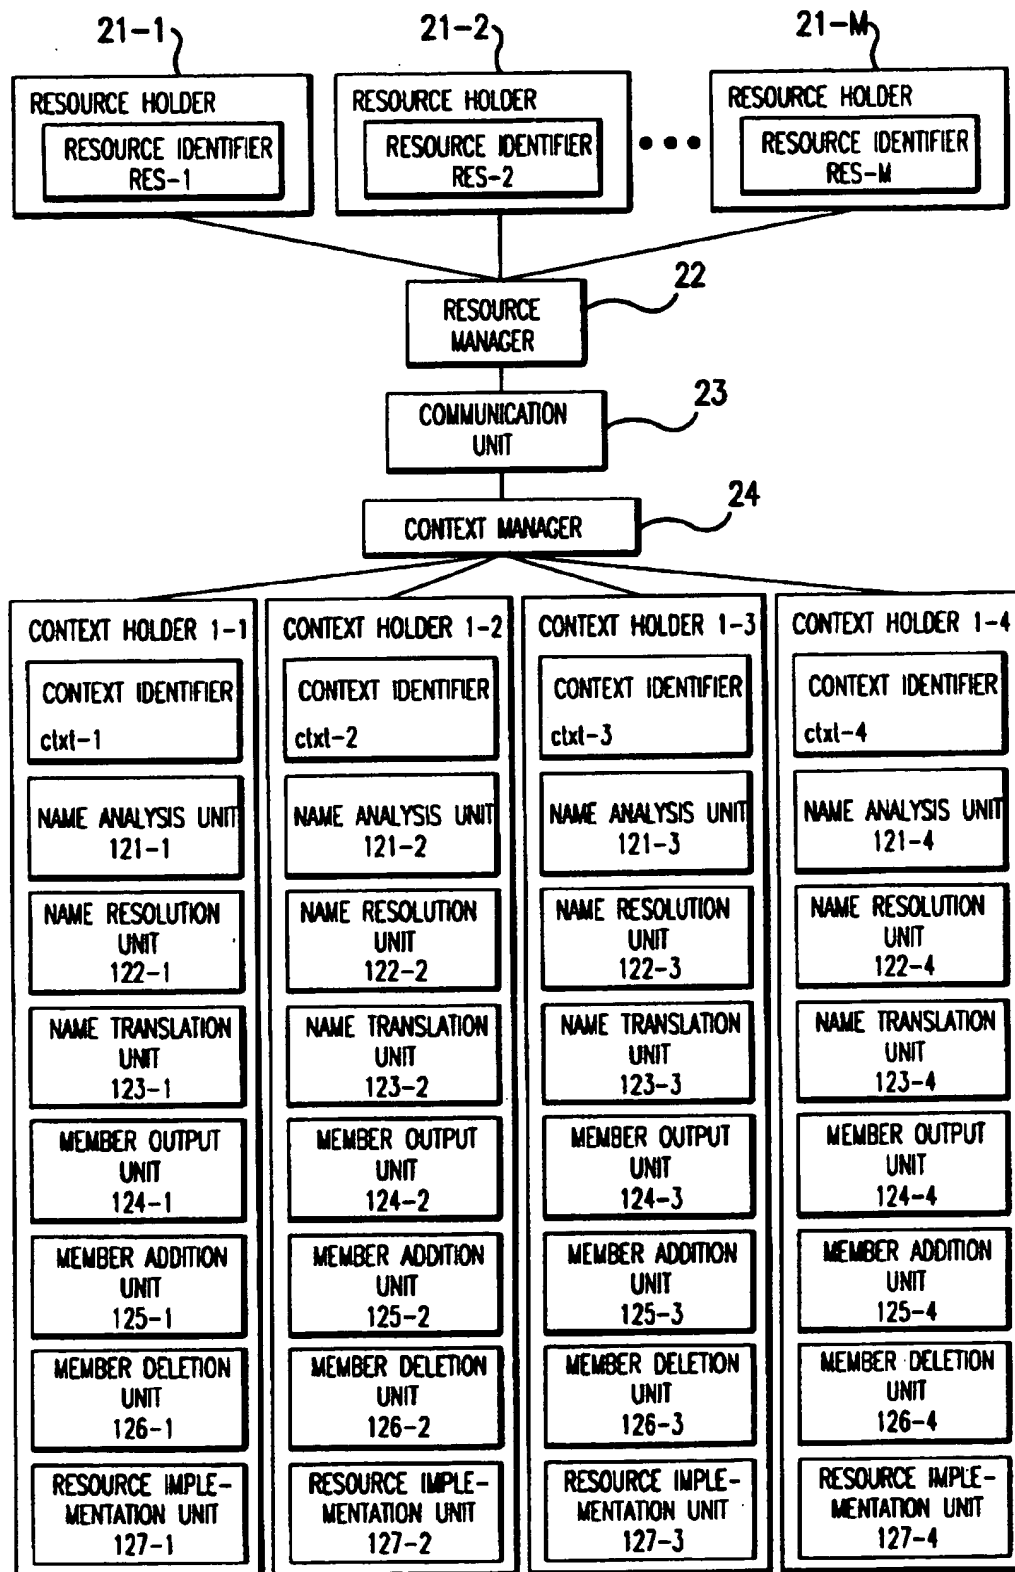 21-1
21-2
21-M
RESOURCE HOLDER
RESOURCE IDENTIFIER
RES-1
RESOURCE HOLDER
RESOURCE IDENTIFIER
RES-2
RESOURCE HOLDER
RESOURCE IDENTIFIER
RES-M
22
RESOURCE
MANAGER
23
COMMUNICATION
UNIT
24
CONTEXT MANAGER
CONTEXT HOLDER 1-1
CONTEXT IDENTIFIER
ctxt-1
NAME ANALYSIS UNIT
121-1
NAME RESOLUTION
UNIT
122-1
NAME TRANSLATION
UNIT
123-1
MEMBER OUTPUT
UNIT
124-1
MEMBER ADDITION
UNIT
125-1
MEMBER DELETION
UNIT
126-1
RESOURCE IMPLE-
MENTATION UNIT
127-1
CONTEXT HOLDER 1-2
CONTEXT IDENTIFIER
ctxt-2
NAME ANALYSIS UNIT
121-2
NAME RESOLUTION
UNIT
122-2
NAME TRANSLATION
UNIT
123-2
MEMBER OUTPUT
UNIT
124-2
MEMBER ADDITION
UNIT
125-2
MEMBER DELETION
UNIT
126-2
RESOURCE IMPLE-
MENTATION UNIT
127-2
CONTEXT HOLDER 1-3
CONTEXT IDENTIFIER
ctxt-3
NAME ANALYSIS UNIT
121-3
NAME RESOLUTION
UNIT
122-3
NAME TRANSLATION
UNIT
123-3
MEMBER OUTPUT
UNIT
124-3
MEMBER ADDITION
UNIT
125-3
MEMBER DELETION
UNIT
126-3
RESOURCE IMPLE-
MENTATION UNIT
127-3
CONTEXT HOLDER 1-4
CONTEXT IDENTIFIER
ctxt-4
NAME ANALYSIS UNIT
121-4
NAME RESOLUTION
UNIT
122-4
NAME TRANSLATION
UNIT
123-4
MEMBER OUTPUT
UNIT
124-4
MEMBER ADDITION
UNIT
125-4
MEMBER DELETION
UNIT
126-4
RESOURCE IMPLE-
MENTATION UNIT
127-4